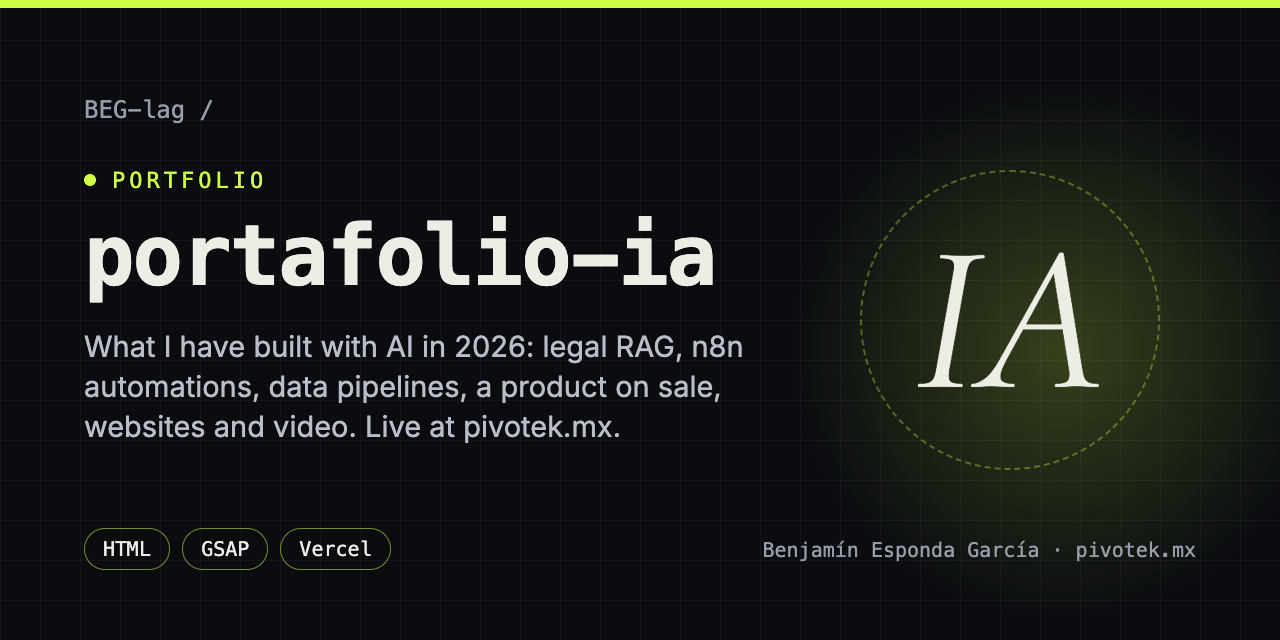 BEG-lag /
PORTFOLIO
portafolio-ia
What I have built with AI in 2026: legal RAG, n8n
automations, data pipelines, a product on sale,
websites and video. Live at pivotek.mx.
IA
HTML GSAP Vercel
Benjamín Esponda García · pivotek.mx